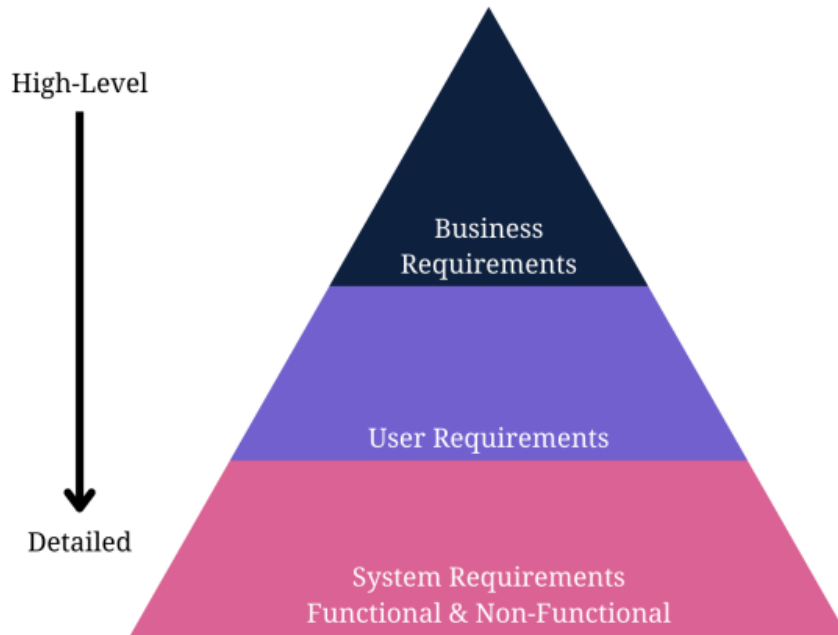 High-Level
Business
Requirements
User Requirements
Detailed
System Requirements
Functional & Non-Functional